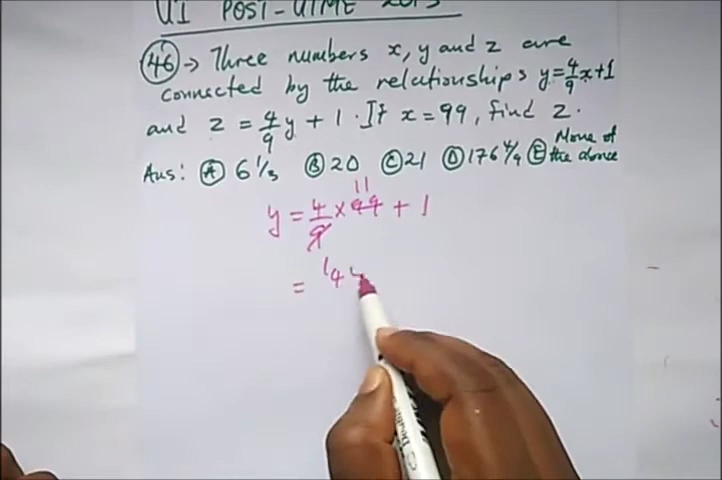 UI POST-UTME 2013
46 → Three numbers x, y and z are
connected by the relationships y=4/9x+1
and z = 4/9y + 1. If x = 99, find z.
Ans: A 6 1/3 B 20 C 21 D 176 4/9 E None of the above
11
y = 4/9 × 99 + 1
= 44